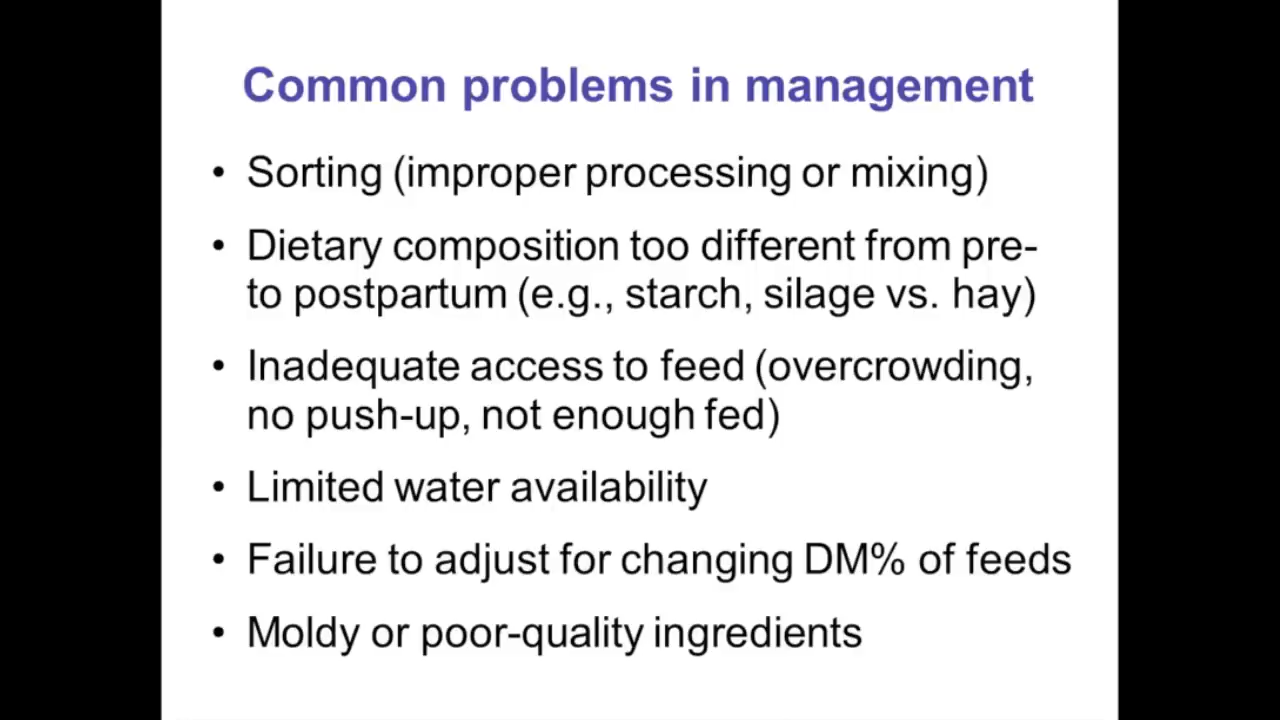 Common problems in management
• Sorting (improper processing or mixing)
• Dietary composition too different from pre-
to postpartum (e.g., starch, silage vs. hay)
• Inadequate access to feed (overcrowding,
no push-up, not enough fed)
• Limited water availability
• Failure to adjust for changing DM% of feeds
• Moldy or poor-quality ingredients